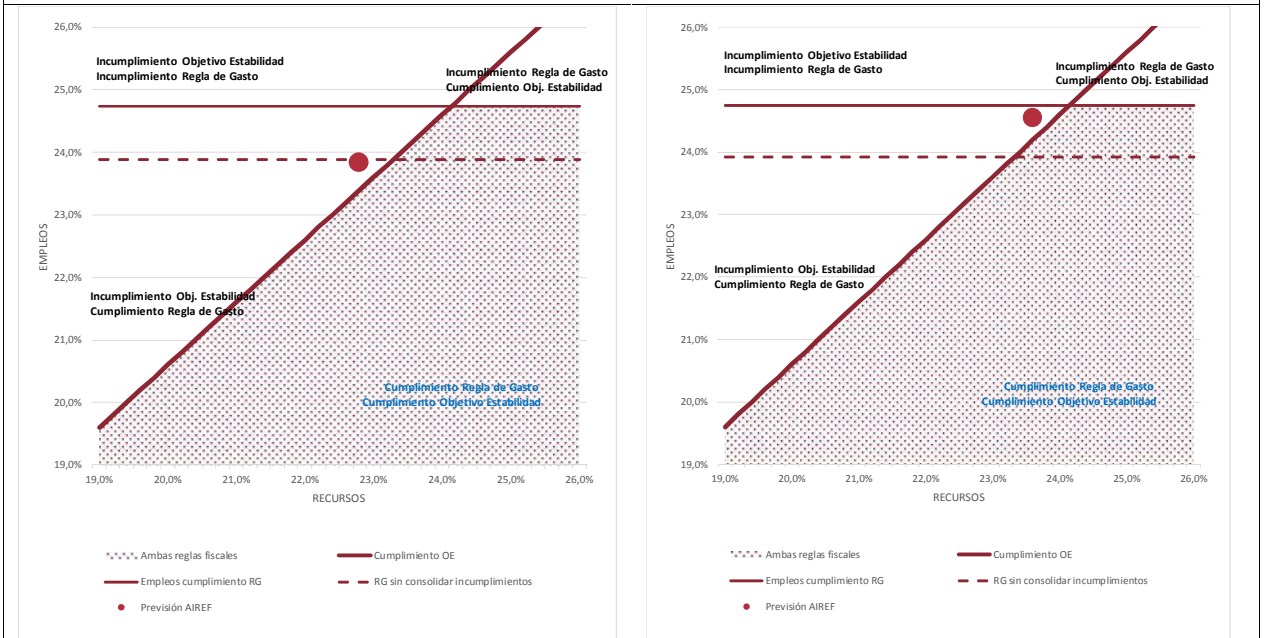 26,0%
Incumplimiento Objetivo Estabilidad
Incumplimiento Regla de Gasto
Incumplimiento Regla de Gasto
Cumplimiento Obj. Estabilidad
25,0%
24,0%
23,0%
EMPLEOS
22,0%
Incumplimiento Obj. Estabilidad
Cumplimiento Regla de Gasto
21,0%
Cumplimiento Regla de Gasto
Cumplimiento Objetivo Estabilidad
20,0%
19,0%
19,0% 20,0% 21,0% 22,0% 23,0% 24,0% 25,0% 26,0%
RECURSOS
Ambas reglas fiscales
Cumplimiento OE
Empleos cumplimiento RG
RG sin consolidar incumplimientos
Previsión AIREF
26,0%
Incumplimiento Objetivo Estabilidad
Incumplimiento Regla de Gasto
Incumplimiento Regla de Gasto
Cumplimiento Obj. Estabilidad
25,0%
24,0%
23,0%
EMPLEOS
22,0%
Incumplimiento Obj. Estabilidad
Cumplimiento Regla de Gasto
21,0%
Cumplimiento Regla de Gasto
Cumplimiento Objetivo Estabilidad
20,0%
19,0%
19,0% 20,0% 21,0% 22,0% 23,0% 24,0% 25,0% 26,0%
RECURSOS
Ambas reglas fiscales
Cumplimiento OE
Empleos cumplimiento RG
RG sin consolidar incumplimientos
Previsión AIREF